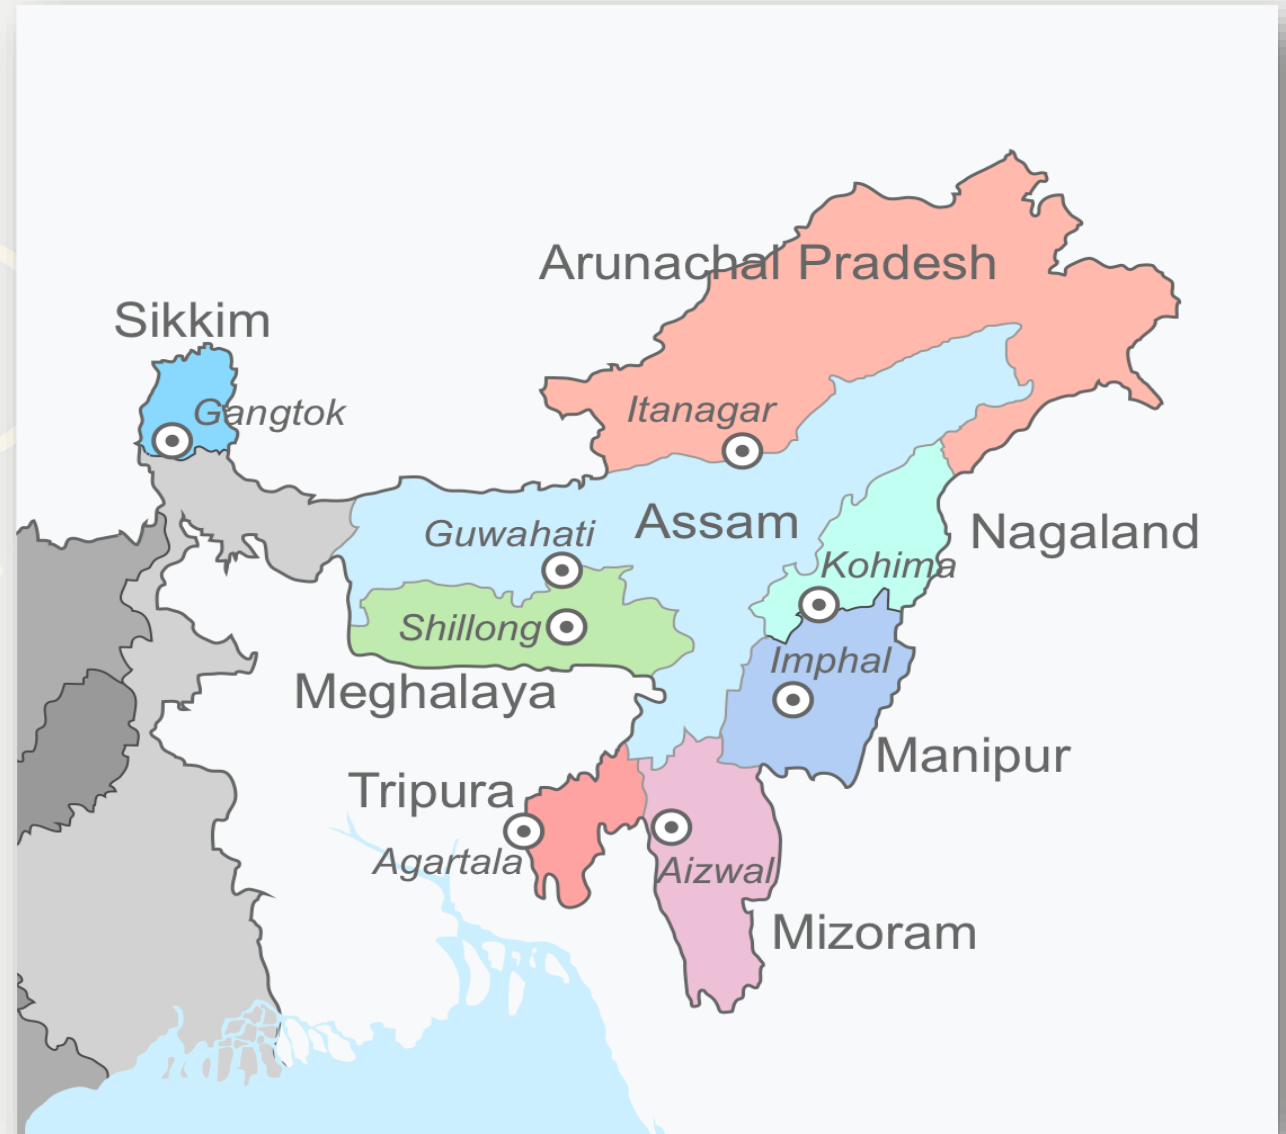 Arunachal Pradesh
Sikkim
Gangtok
Itanagar
Guwahati
Assam
Nagaland
Kohima
Shillong
Imphal
Meghalaya
Manipur
Tripura
Agartala
Aizwal
Mizoram